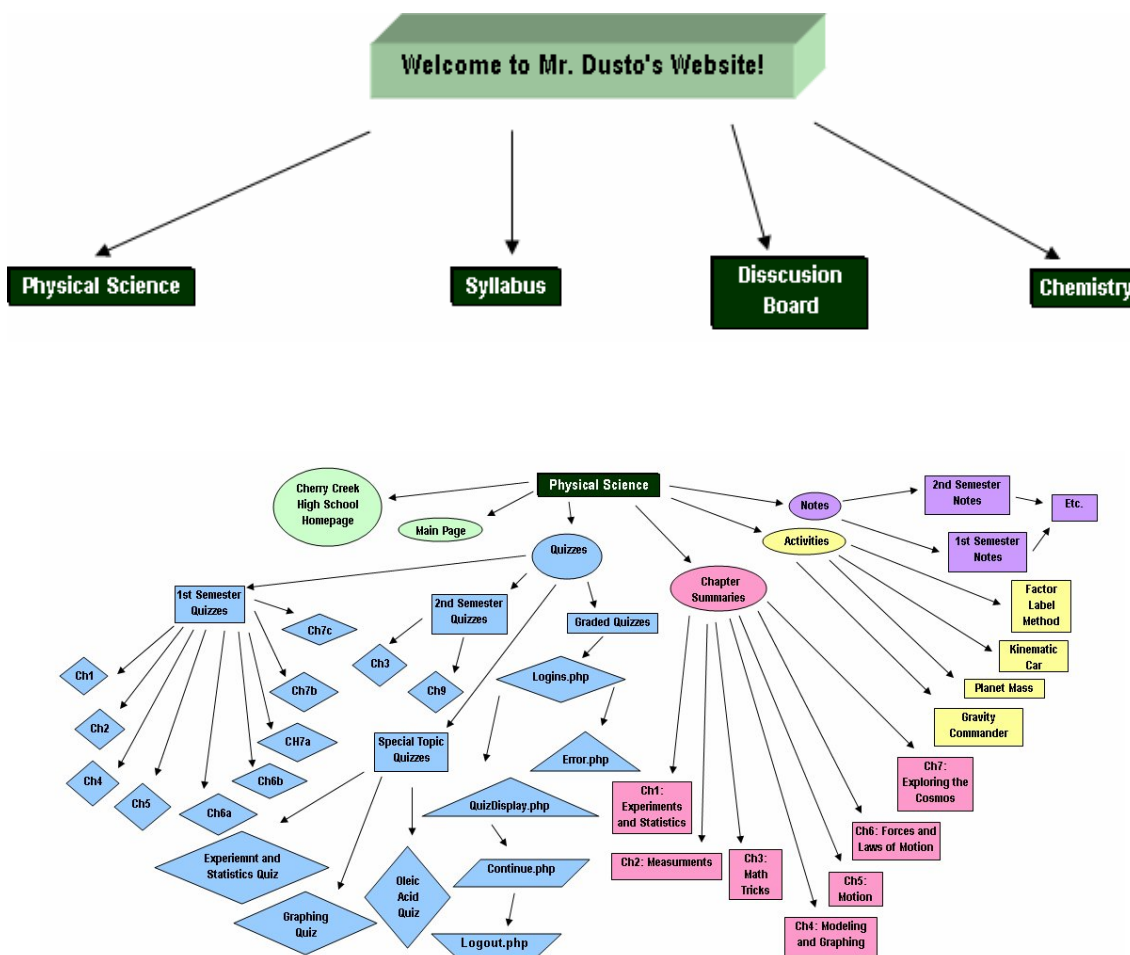 Welcome to Mr. Dusto's Website!
Physical Science
Syllabus
Disscusion
Board
Chemistry
Physical Science
Cherry Creek
High School
Homepage
Main Page
Notes
2nd Semester
Notes
Etc.
1st Semester
Notes
Activities
Quizzes
Chapter
Summaries
Factor
Label
Method
Kinematic
Car
Planet Mass
Gravity
Commander
1st Semester
Quizzes
2nd Semester
Quizzes
Graded Quizzes
Ch7c
Ch3
Ch9
Logins.php
Ch1
Ch7b
Ch2
CH7a
Special Topic
Quizzes
Error.php
Ch4
Ch5
Ch6b
Ch6a
QuizDisplay.php
Ch1:
Experiments
and Statistics
Ch7:
Exploring the
Cosmos
Ch6: Forces and
Laws of Motion
Experiemnt and
Statistics Quiz
Oleic
Acid
Quiz
Continue.php
Ch2: Measurments
Ch3:
Math
Tricks
Ch5:
Motion
Graphing
Quiz
Logout.php
Ch4: Modeling
and Graphing